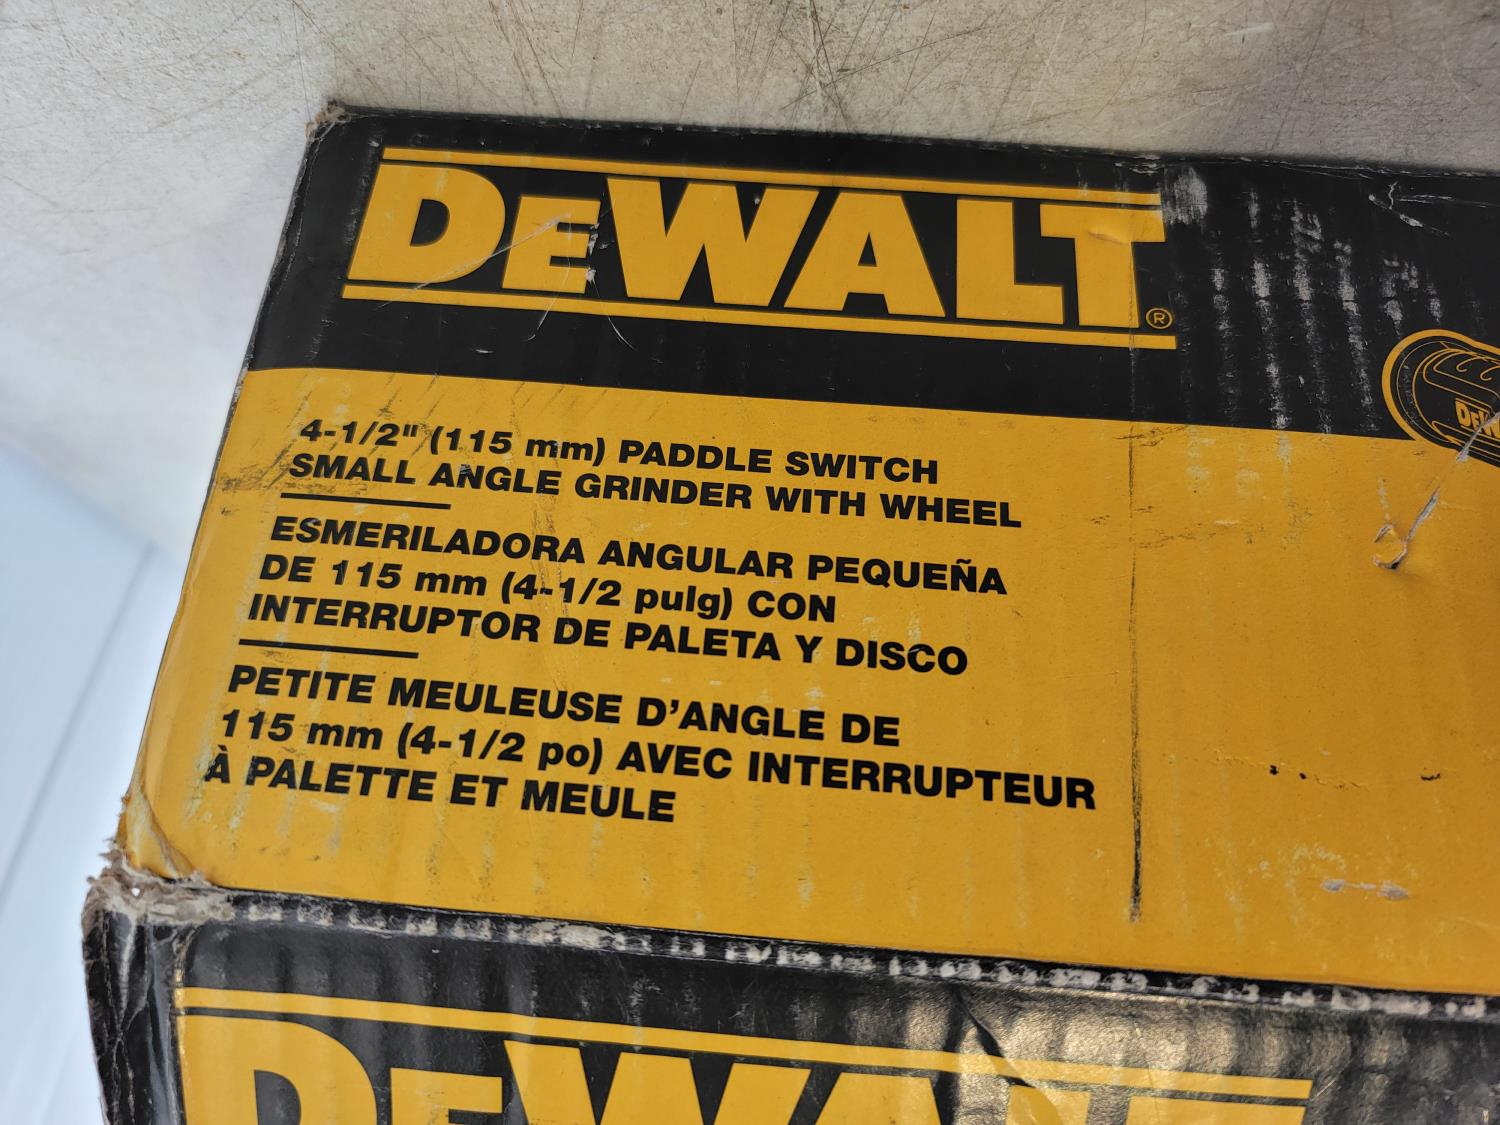 DEWALT®
4-1/2" (115 mm) PADDLE SWITCH
SMALL ANGLE GRINDER WITH WHEEL
ESMERILADORA ANGULAR PEQUEÑA
DE 115 mm (4-1/2 pulg) CON
INTERRUPTOR DE PALETA Y DISCO
PETITE MEULEUSE D'ANGLE DE
115 mm (4-1/2 po) AVEC INTERRUPTEUR
À PALETTE ET MEULE
DEWALT